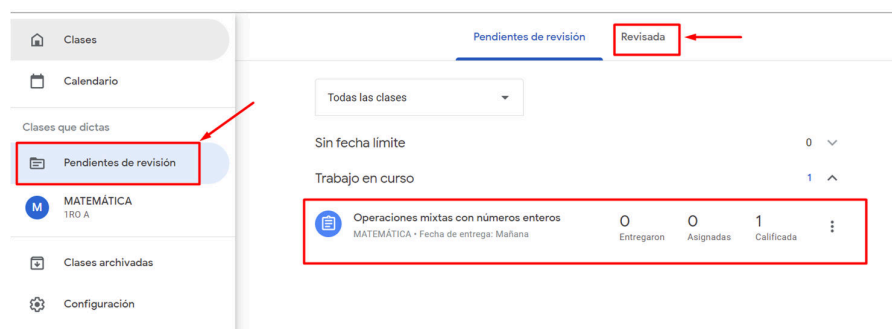 Clases
Calendario
Clases que dictas
Pendientes de revisión
M
MATEMÁTICA
1RO A
Clases archivadas
Configuración
Pendientes de revisión
Revisada
Todas las clases
Sin fecha límite 0
Trabajo en curso 1
Operaciones mixtas con números enteros
MATEMÁTICA • Fecha de entrega: Mañana
0 0 1
Entregaron Asignadas Calificada